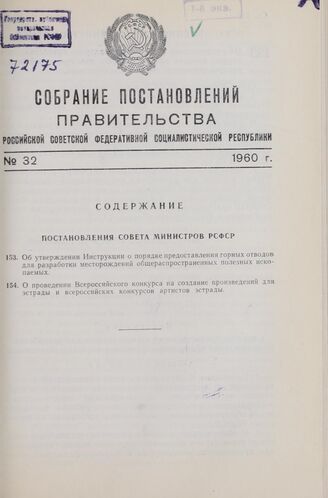 72175
СОБРАНИЕ ПОСТАНОВЛЕНИЙ
ПРАВИТЕЛЬСТВА
РОССИЙСКОЙ СОВЕТСКОЙ ФЕДЕРАТИВНОЙ СОЦИАЛИСТИЧЕСКОЙ РЕСПУБЛИКИ
№ 32 1960 г.
СОДЕРЖАНИЕ
ПОСТАНОВЛЕНИЯ СОВЕТА МИНИСТРОВ РСФСР
153. Об утверждении Инструкции о порядке предоставления горных отводов
для разработки месторождений общераспространенных полезных иско-
паемых.
154. О проведении Всероссийского конкурса на создание произведений для
эстрады и всероссийских конкурсов артистов эстрады.